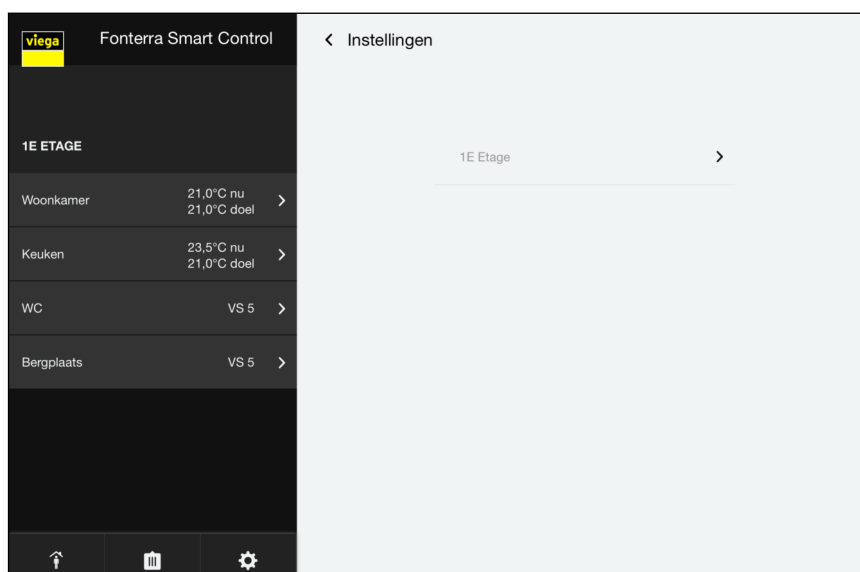 viega
Fonterra Smart Control
1E ETAGE
Woonkamer
21,0°C nu
21,0°C doel
Keuken
23,5°C nu
21,0°C doel
WC
VS 5
Bergplaats
VS 5
Instellingen
1E Etage